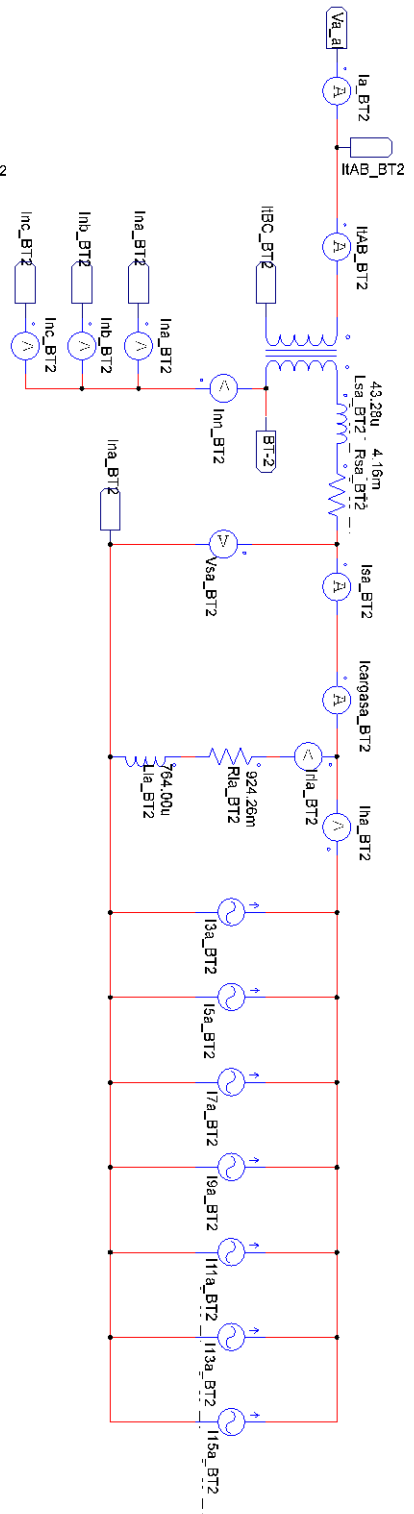 Va_a
Ia_BT2
ItAB_BT2
ItAB_BT2
ItBC_BT2
43.28u
Lsa_BT2
4.16m
Rsa_BT2
BT-2
Inn_BT2
Ina_BT2
Ina_BT2
Inb_BT2
Inb_BT2
Inc_BT2
Inc_BT2
Ina_BT2
Vsa_BT2
Isa_BT2
Icargasa_BT2
Irla_BT2
924.26m
Rla_BT2
764.00u
Lla_BT2
Iha_BT2
I3a_BT2
I5a_BT2
I7a_BT2
I9a_BT2
I11a_BT2
I13a_BT2
I15a_BT2